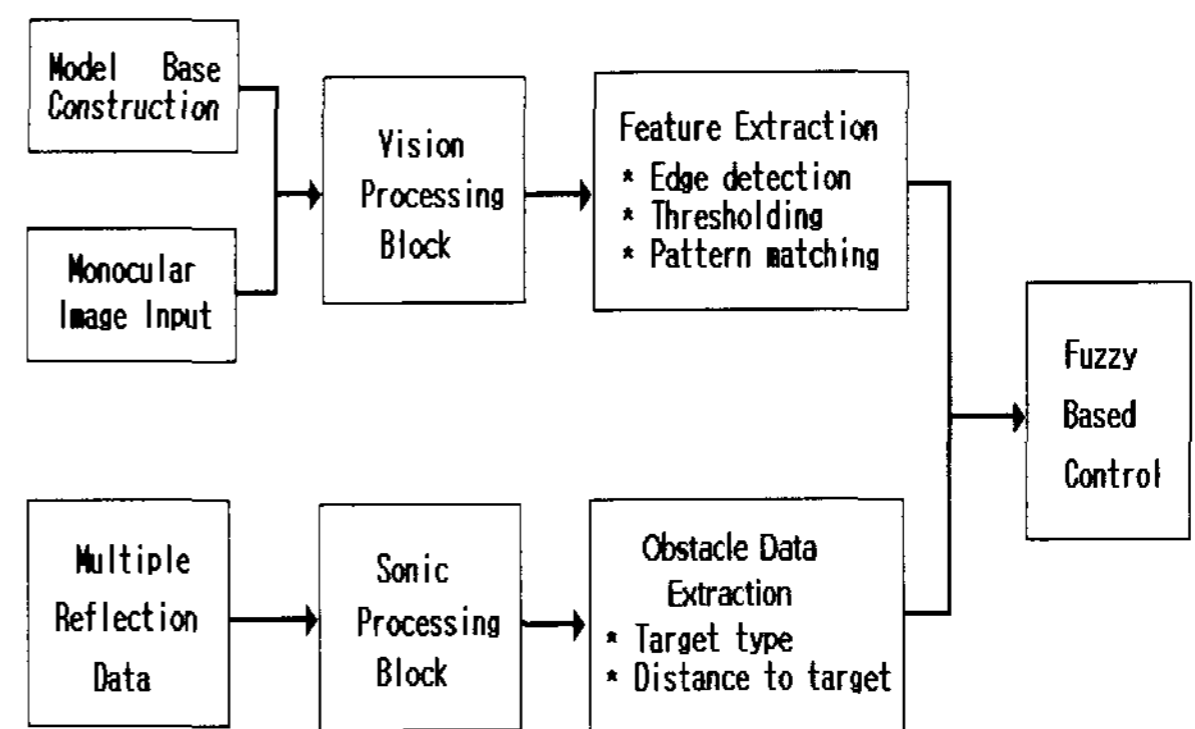 Model Base
Construction
Monocular
Image Input
Vision
Processing
Block
Feature Extraction
* Edge detection
* Thresholding
* Pattern matching
Multiple
Reflection
Data
Sonic
Processing
Block
Obstacle Data
Extraction
* Target type
* Distance to target
Fuzzy
Based
Control